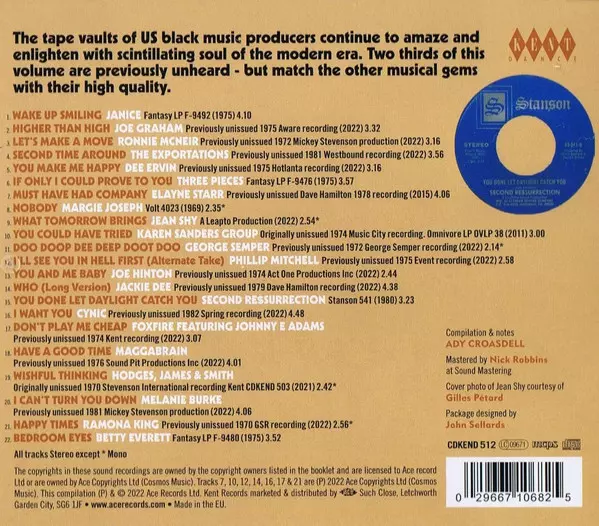 The tape vaults of US black music producers continue to amaze and
enlighten with scintillating soul of the modern era. Two thirds of this
volume are previously unheard - but match the other musical gems
with their high quality.
KENT
DANCE
Stanson
STEREO
YOU DONE LET DAYLIGHT CATCH YOU
SECOND RESURRECTION
1. WAKE UP SMILING JANICE Fantasy LP F-9492 (1975) 4.10
2. HIGHER THAN HIGH JOE GRAHAM Previously unissued 1975 Aware recording (2022) 3.32
3. LET'S MAKE A MOVE RONNIE MCNEIR Previously unissued 1972 Mickey Stevenson production (2022) 3.16
4. SECOND TIME AROUND THE EXPORTATIONS Previously unissued 1981 Westbound recording (2022) 3.56
5. YOU MAKE ME HAPPY DEE ERVIN Previously unissued 1975 Hotlanta recording (2022) 3.16
6. IF ONLY I COULD PROVE TO YOU THREE PIECES Fantasy LP F-9476 (1975) 3.57
7. MUST HAVE HAD COMPANY ELAYNE STARR Previously unissued Dave Hamilton 1978 recording (2015) 4.06
8. NOBODY MARGIE JOSEPH Volt 4023 (1969) 2.35*
9. WHAT TOMORROW BRINGS JEAN SHY A Leapto Production (2022) 2.54*
10. YOU COULD HAVE TRIED KAREN SANDERS GROUP Originally unissued 1974 Music City recording. Omnivore LP OVLP 38 (2011) 3.00
11. DOO DOOP DEE DEEP DOOT DOO GEORGE SEMPER Previously unissued 1972 George Semper recording (2022) 2.14*
12. I'LL SEE YOU IN HELL FIRST (Alternate Take) PHILLIP MITCHELL Previously unissued 1975 Event recording (2022) 2.58
13. YOU AND ME BABY JOE HINTON Previously unissued 1974 Act One Productions Inc (2022) 2.44
14. WHO (Long Version) JACKIE DEE Previously unissued 1979 Dave Hamilton recording (2022) 4.38
15. YOU DONE LET DAYLIGHT CATCH YOU SECOND RESSURRECTION Stanson 541 (1980) 3.23
16. I WANT YOU CYNIC Previously unissued 1982 Spring recording (2022) 4.48
17. DON'T PLAY ME CHEAP FOXFIRE FEATURING JOHNNY E ADAMS
Previously unissued 1974 Kent recording (2022) 3.07
18. HAVE A GOOD TIME MAGGABRAIN
Previously unissued 1976 Sound Pit Productions Inc (2022) 4.01
19. WISHFUL THINKING HODGES, JAMES & SMITH
Originally unissued 1970 Stevenson International recording Kent CDKEND 503 (2021) 2.42*
20. I CAN'T TURN YOU DOWN MELANIE BURKE
Previously unissued 1981 Mickey Stevenson production (2022) 4.06
21. HAPPY TIMES RAMONA KING Previously unissued 1970 GSR recording (2022) 2.56*
22. BEDROOM EYES BETTY EVERETT Fantasy LP F-9480 (1975) 3.52
All tracks Stereo except * Mono
Compilation & notes
ADY CROASDELL
Mastered by Nick Robbins
at Sound Mastering
Cover photo of Jean Shy courtesy of
Gilles Pétard
Package designed by
John Sellards
CDKEND 512 LC 09671 mcps
The copyrights in these sound recordings are owned by the copyright owners listed in the booklet and are licensed to Ace record
Ltd or are owned by Ace Copyrights Ltd (Cosmos Music). Tracks 7, 10, 12, 14, 16, 17 & 21 are (P) Ace Copyrights Ltd
(Cosmos Music). This compilation (P) & © 2022 Ace Records Ltd. Kent Records marketed & distributed by ACE Such Close, Letchworth
Garden City, SG6 1JF • www.acerecords.com • Made in the EU.
0 29667 10682 5